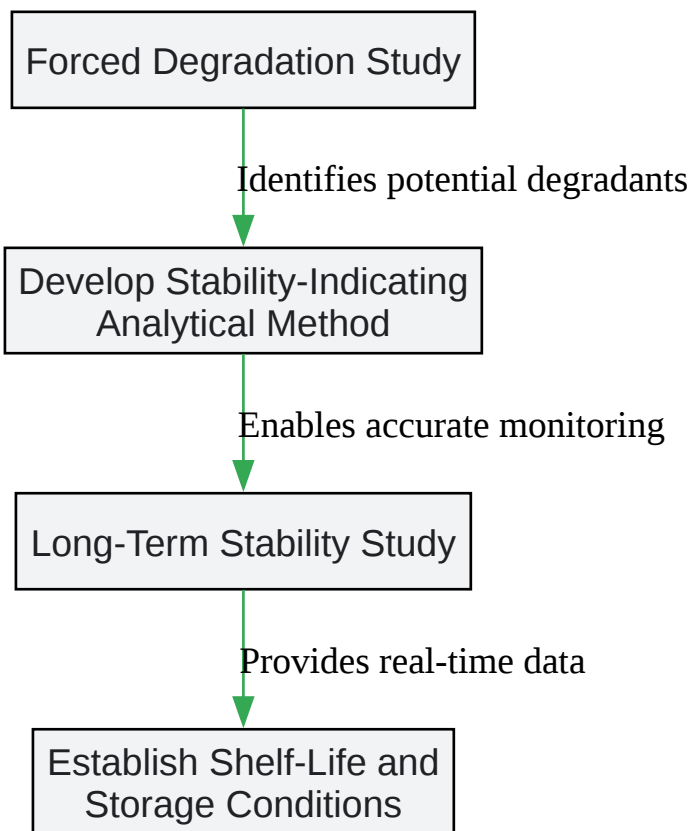 Forced Degradation Study
Identifies potential degradants
Develop Stability-Indicating
Analytical Method
Enables accurate monitoring
Long-Term Stability Study
Provides real-time data
Establish Shelf-Life and
Storage Conditions